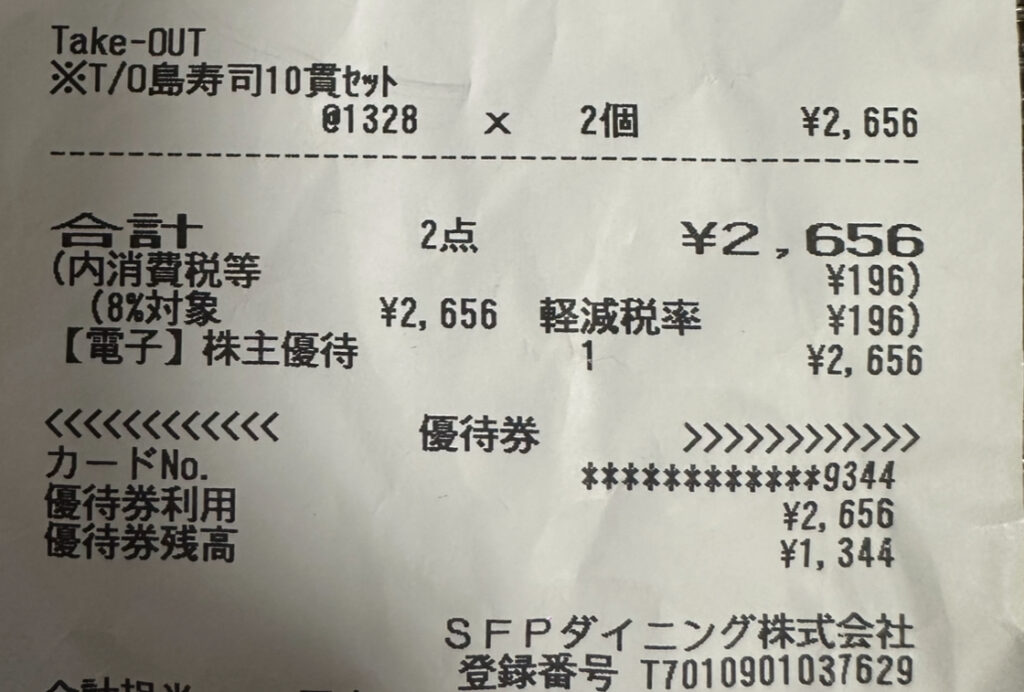 Take-OUT
※T/O島寿司10貫セット
@1328 × 2個 ¥2,656
--------------------------------------------------
合計 2点 ¥2,656
(内消費税等 ¥196)
(8%対象 ¥2,656 軽減税率 ¥196)
【電子】株主優待 1 ¥2,656
<<<<<<<<<<<< 優待券 >>>>>>>>>>>>
カードNo. ************9344
優待券利用 ¥2,656
優待券残高 ¥1,344
SFPダイニング株式会社
登録番号 T7010901037629